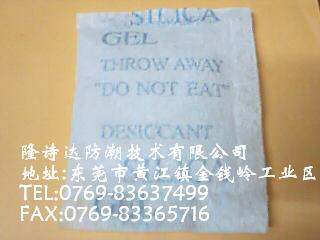 SILICA
GEL
THROW AWAY
"DO NOT EAT"
DESICCANT
隆诗达防潮技术有限公司
地址:东莞市黄江镇金钱岭工业区
TEL:0769-83637499
FAX:0769-83365716